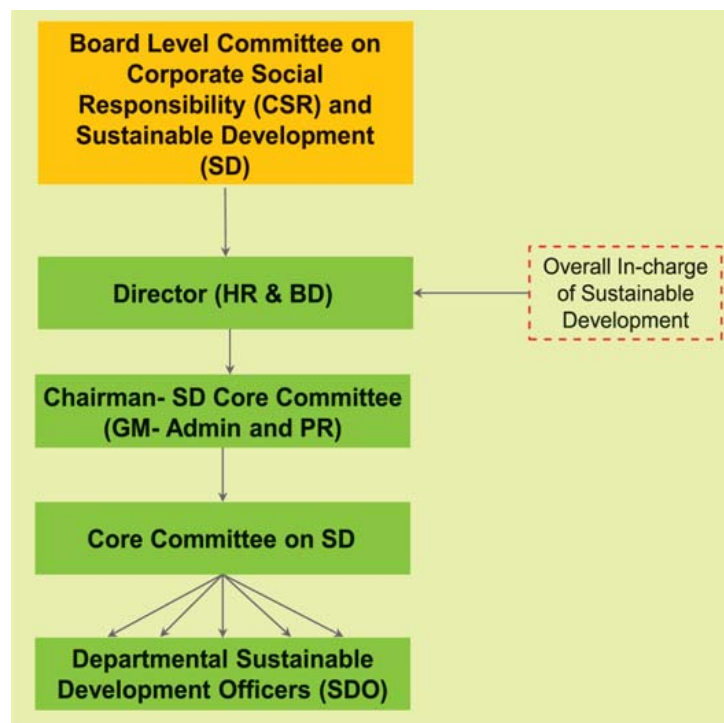 Board Level Committee on
Corporate Social
Responsibility (CSR) and
Sustainable Development
(SD)
Director (HR & BD)
Overall In-charge
of Sustainable
Development
Chairman- SD Core Committee
(GM- Admin and PR)
Core Committee on SD
Departmental Sustainable
Development Officers (SDO)